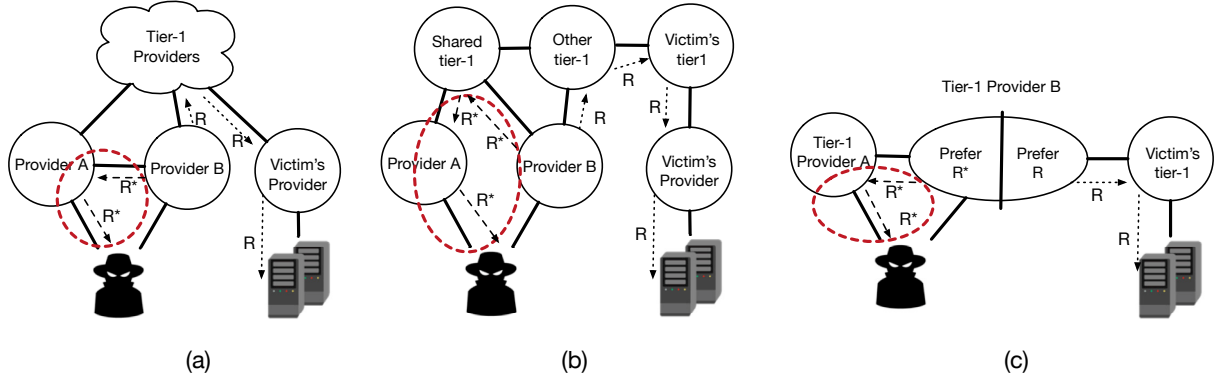 Tier-1
Providers
R
R
Provider A
Provider B
Victim's
Provider
R*
R*
R
(a)
Shared
tier-1
Other
tier-1
Victim's
tier1
R
R
R*
R*
R
Provider A
Provider B
Victim's
Provider
R*
R
(b)
Tier-1 Provider B
Tier-1
Provider A
Prefer
R*
Prefer
R
Victim's
tier-1
R*
R
R*
R
(c)